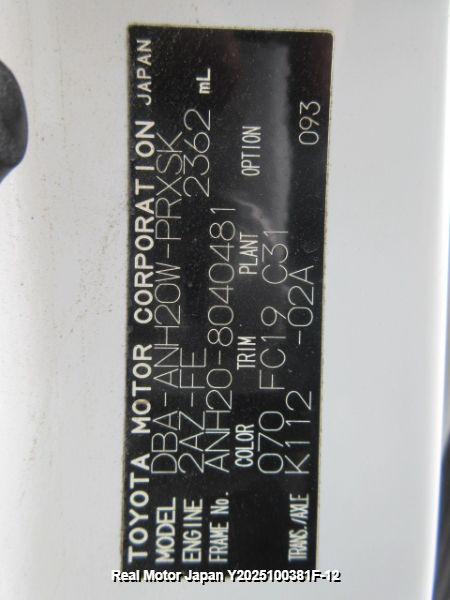 TOYOTA MOTOR CORPORATION JAPAN
MODEL DBA-ANH20W-PRXSK
ENGINE 2AZ-FE 2362 mL
FRAME No. ANH20-8040481
COLOR TRIM PLANT OPTION
070 FC19 C31
TRANS./AXLE K112 -02A 093
Real Motor Japan Y2025100381F-12